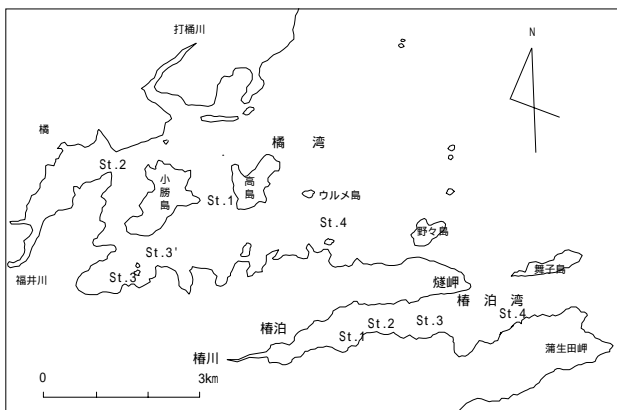 打桶川
N
橘
橘 湾
St.2
小勝島
高島
St.1
ウルメ島
St.4
野々島
St.3'
St.3
福井川
燧岬
舞子島
椿 泊 湾
椿泊
St.1
St.2
St.3
St.4
椿川
蒲生田岬
0
3km